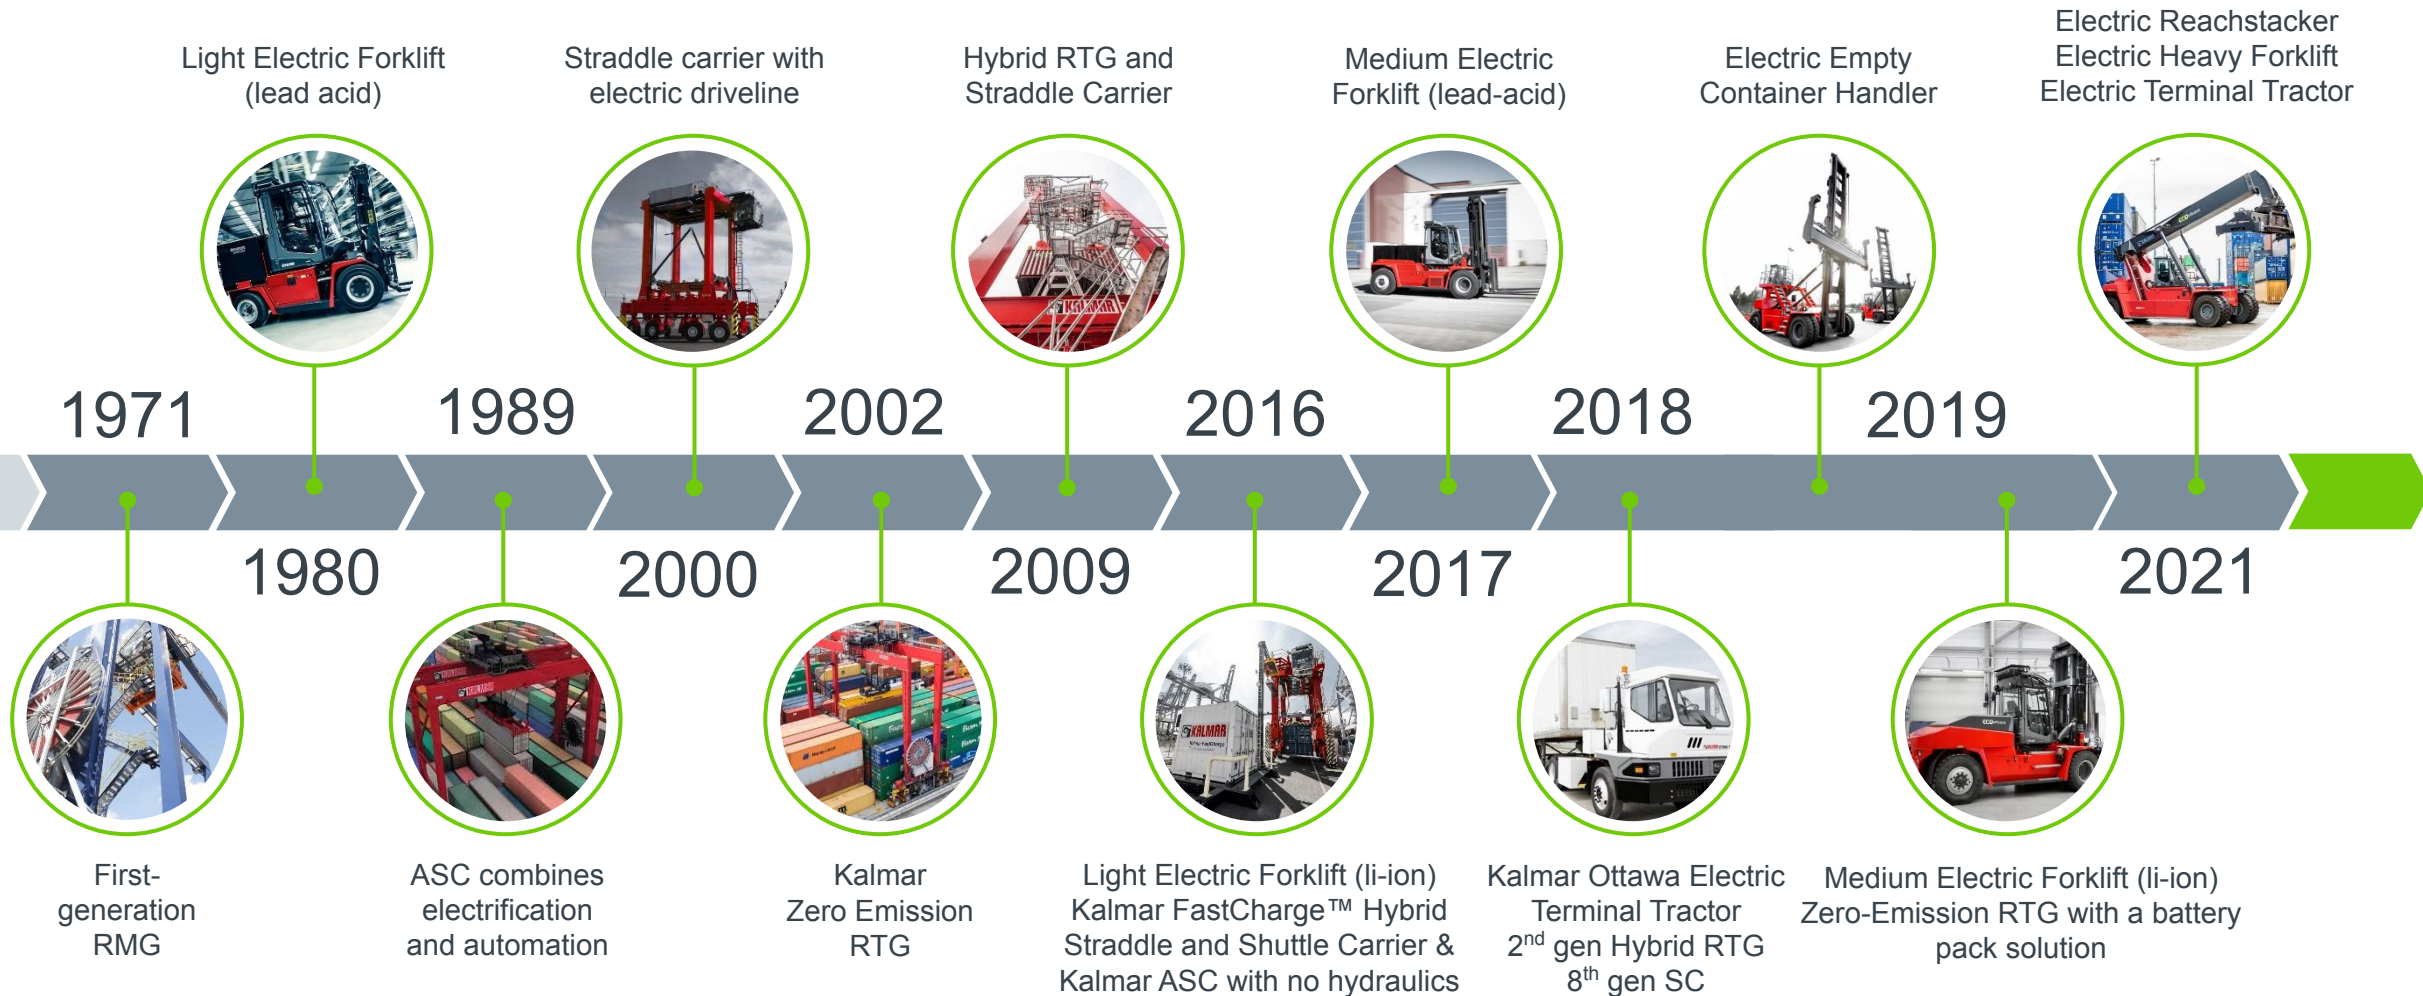 Light Electric Forklift
(lead acid)
Straddle carrier with
electric driveline
Hybrid RTG and
Straddle Carrier
Medium Electric
Forklift (lead-acid)
Electric Empty
Container Handler
Electric Reachstacker
Electric Heavy Forklift
Electric Terminal Tractor
KALMAR
1971
1989
2002
2016
2018
2019
1980
2000
2009
2017
2021
KALMAR
KALMAR
KALMAR
First-
generation
RMG
ASC combines
electrification
and automation
Kalmar
Zero Emission
RTG
Light Electric Forklift (li-ion)
Kalmar FastCharge™ Hybrid
Straddle and Shuttle Carrier &
Kalmar ASC with no hydraulics
Kalmar Ottawa Electric
Terminal Tractor
2nd gen Hybrid RTG
8th gen SC
Medium Electric Forklift (li-ion)
Zero-Emission RTG with a battery
pack solution